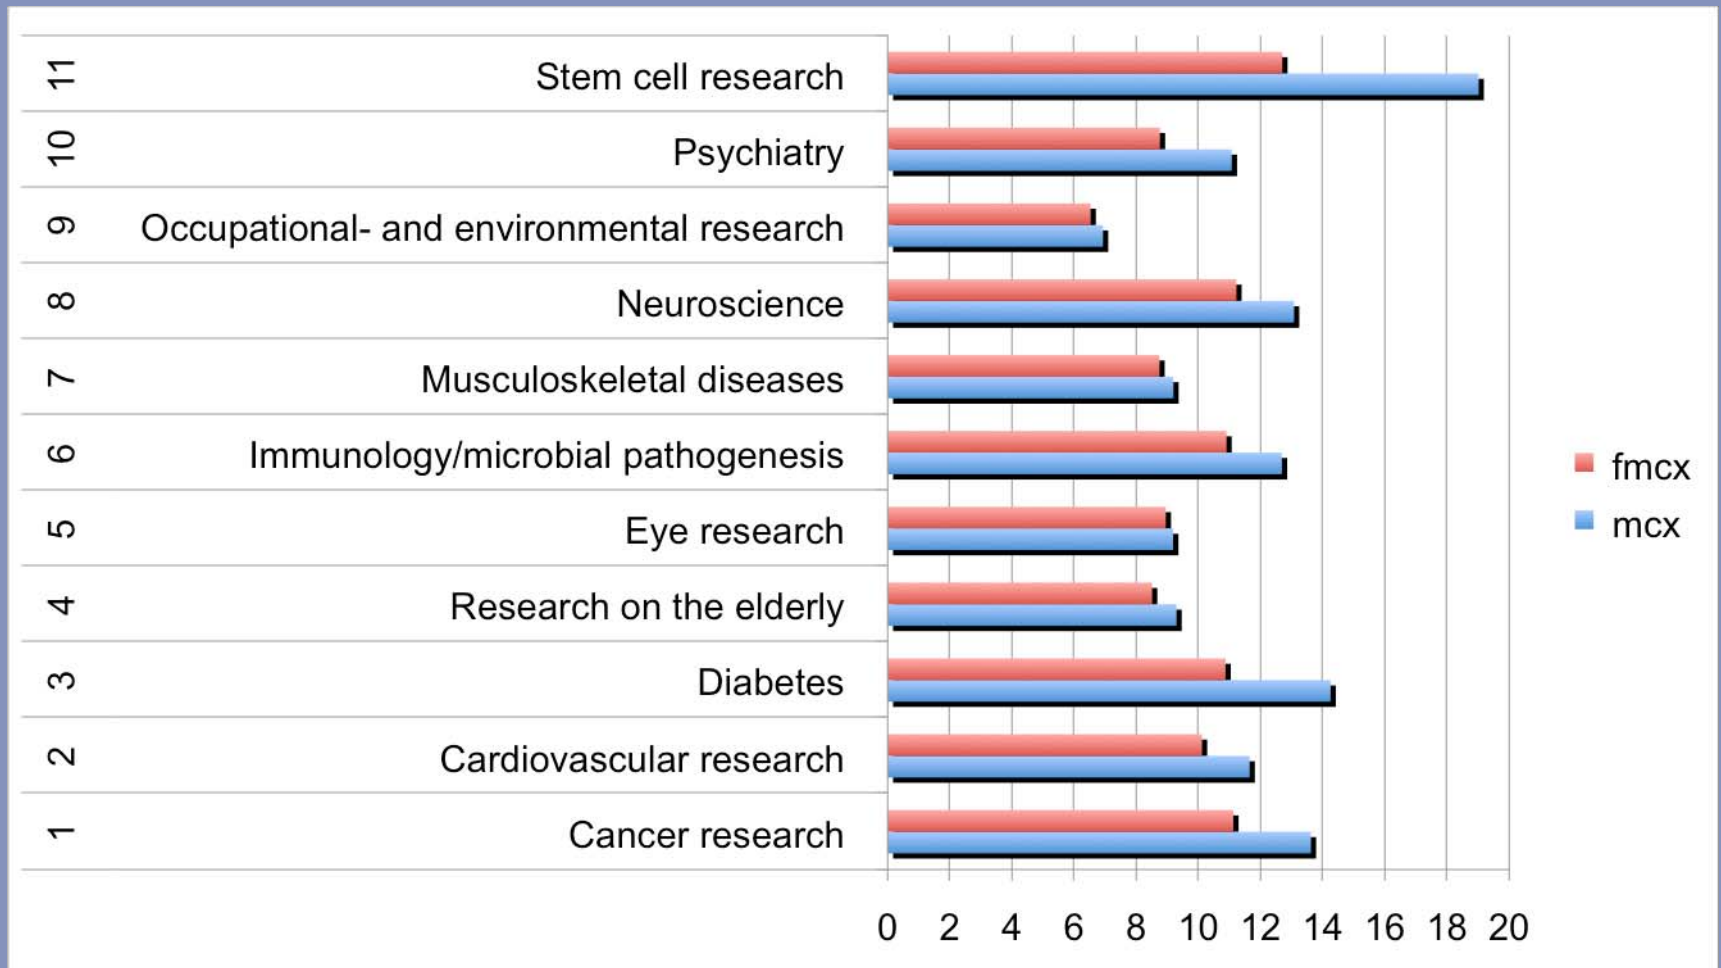 11 Stem cell research
10 Psychiatry
9 Occupational- and environmental research
8 Neuroscience
7 Musculoskeletal diseases
6 Immunology/microbial pathogenesis
5 Eye research
4 Research on the elderly
3 Diabetes
2 Cardiovascular research
1 Cancer research
0 2 4 6 8 10 12 14 16 18 20
fmcx
mcx